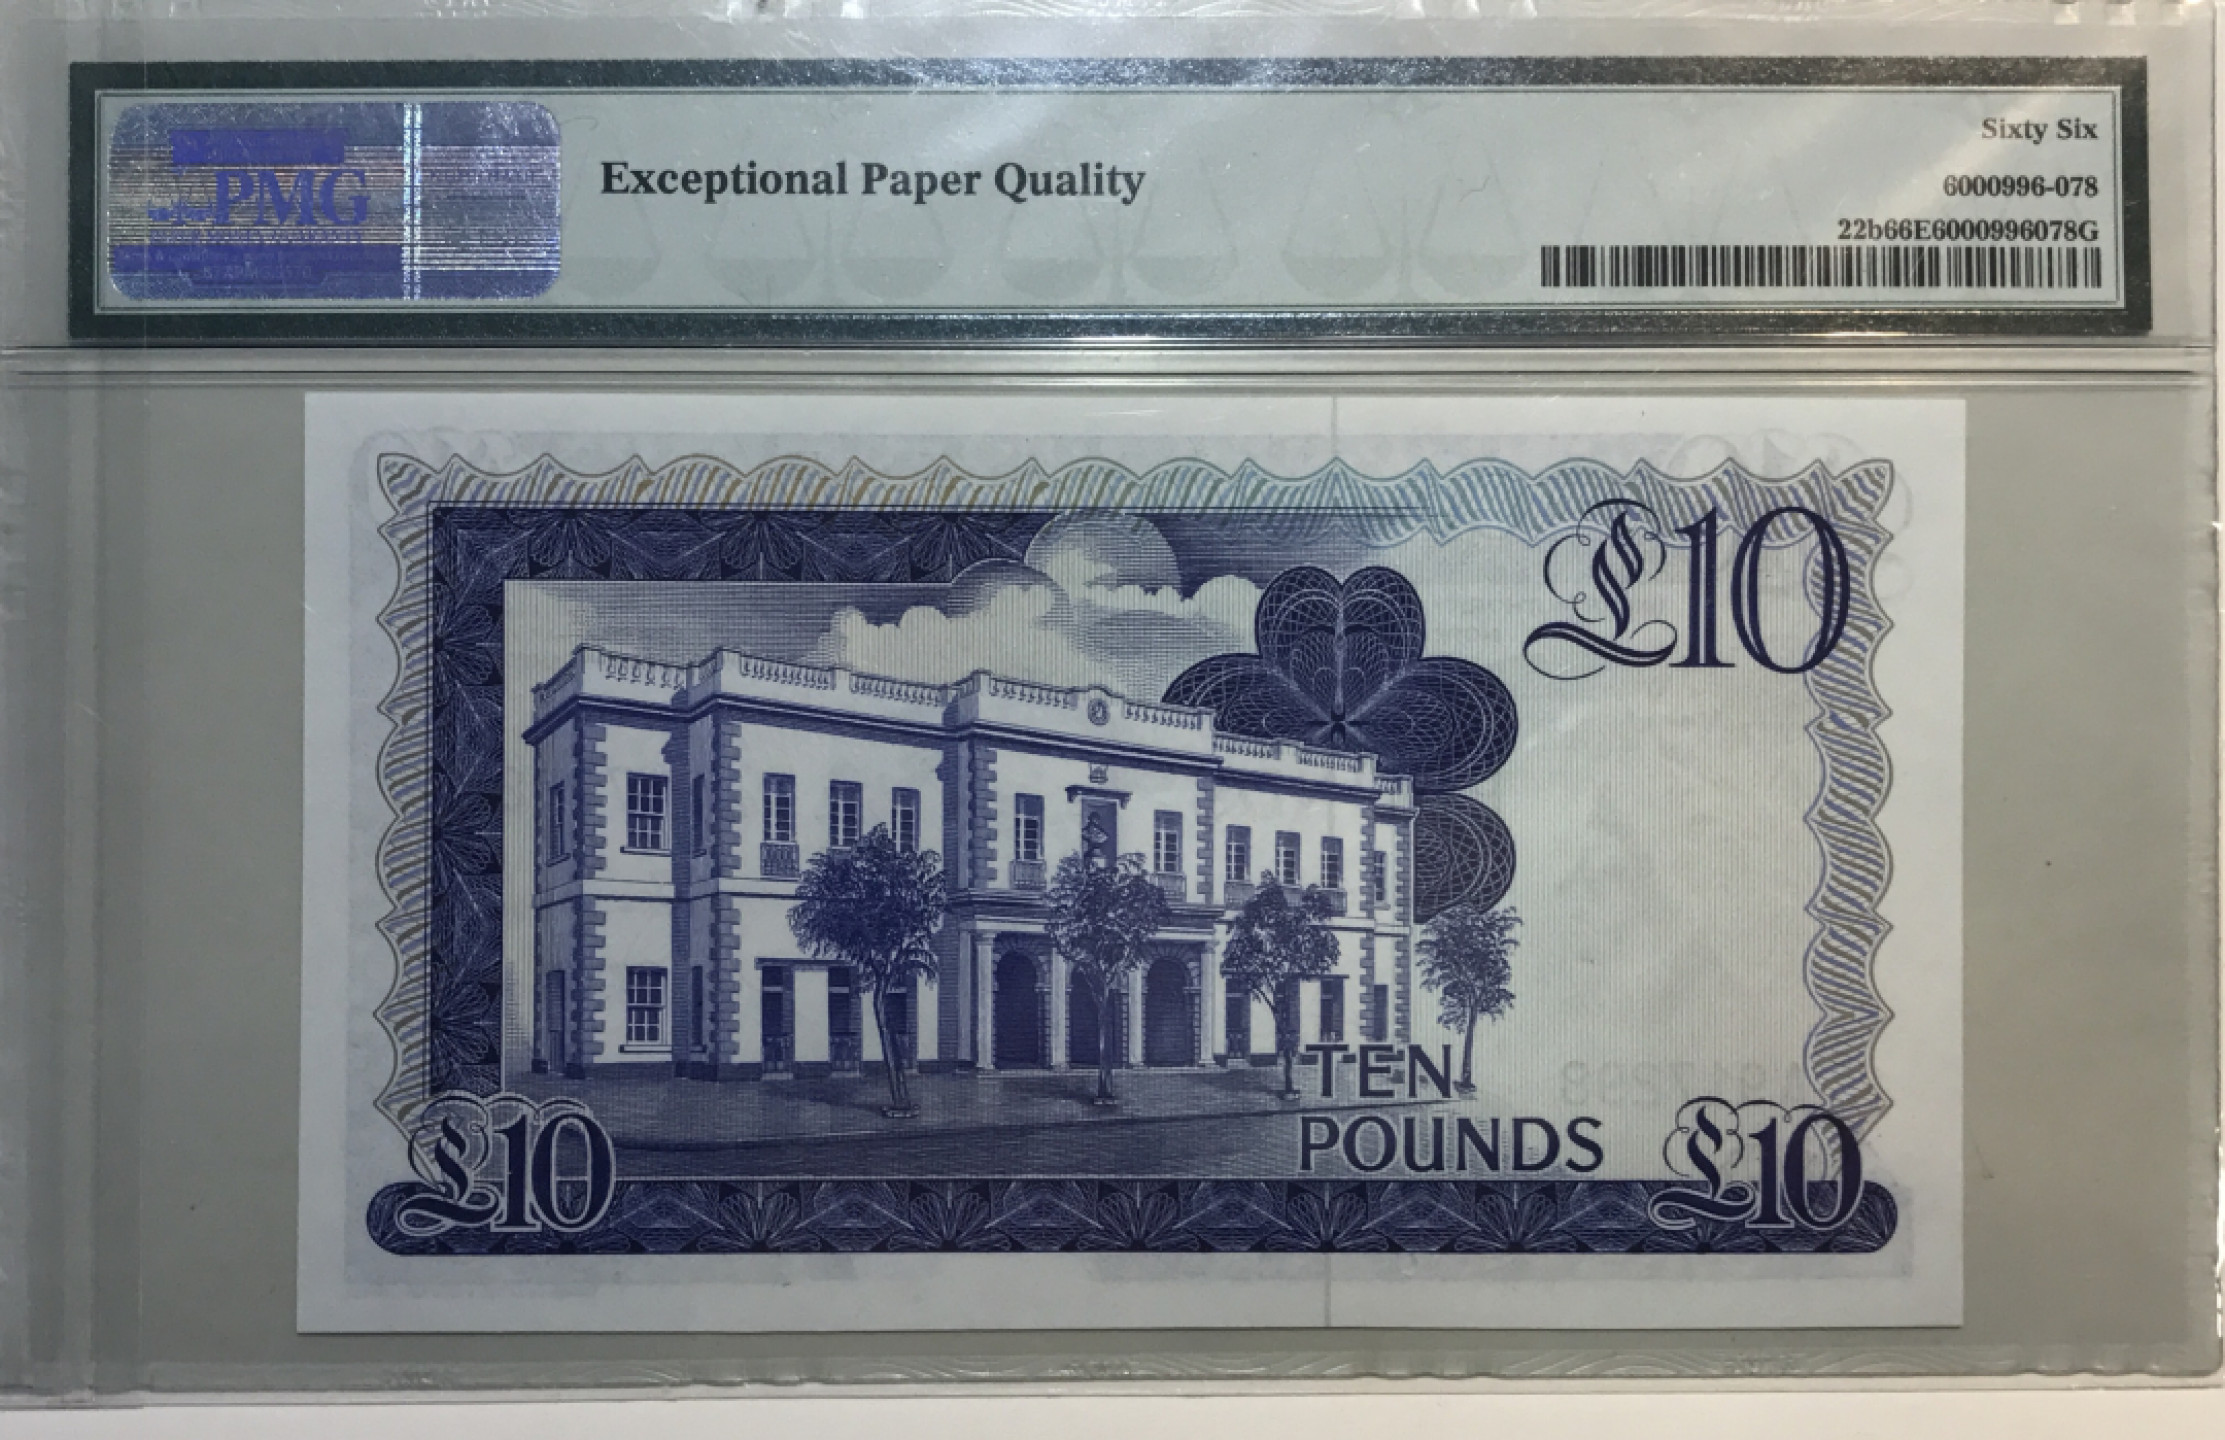 PMG
Exceptional Paper Quality
Sixty Six
6000996-078
22b66E6000996078G
£10
TEN
POUNDS
£10
£10